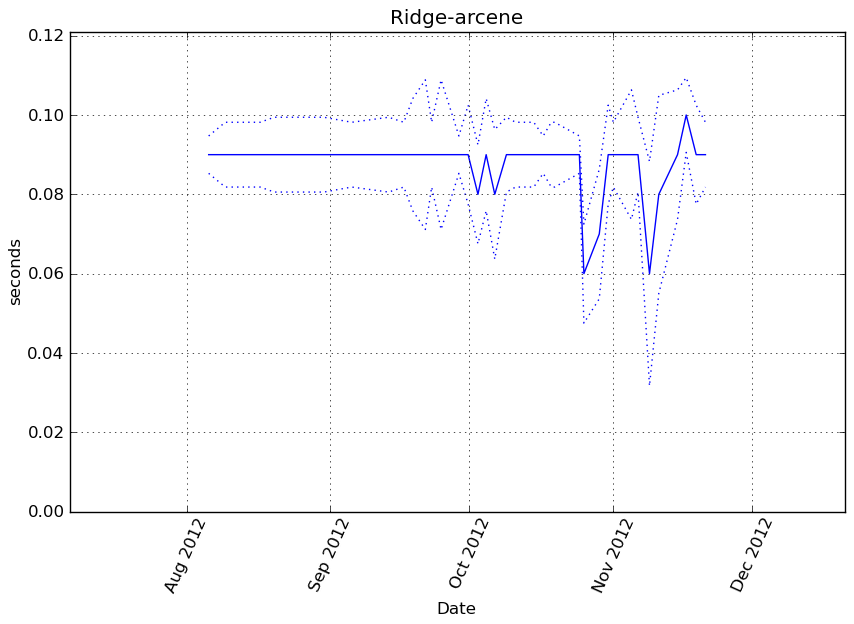 Ridge-arcene
0.12
0.10
0.08
0.06
0.04
0.02
0.00
seconds
Aug 2012
Sep 2012
Oct 2012
Nov 2012
Dec 2012
Date